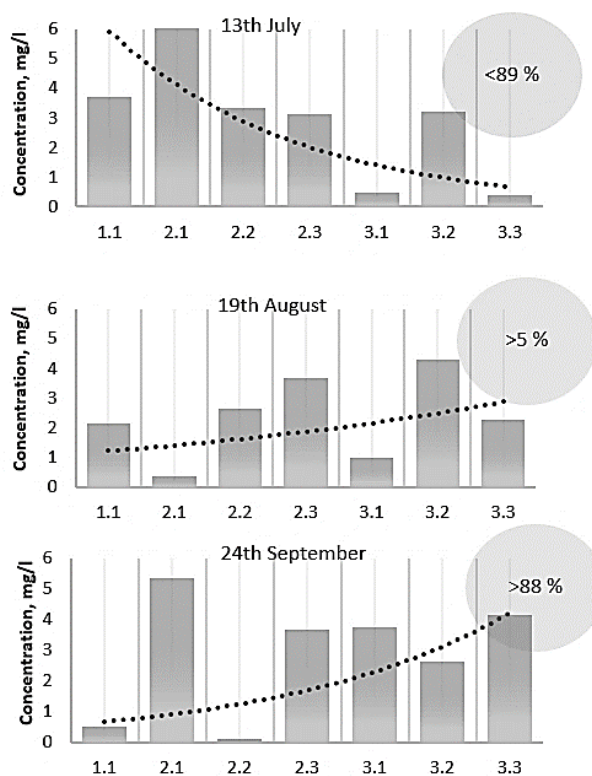 13th July
Concentration, mg/l
6
5
4
3
2
1
0
<89 %
1.1 2.1 2.2 2.3 3.1 3.2 3.3
19th August
Concentration, mg/l
6
5
4
3
2
1
0
>5 %
1.1 2.1 2.2 2.3 3.1 3.2 3.3
24th September
Concentration, mg/l
6
5
4
3
2
1
0
>88 %
1.1 2.1 2.2 2.3 3.1 3.2 3.3